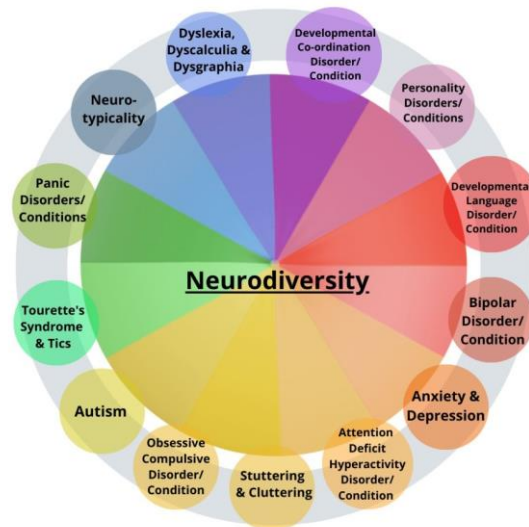 Dyslexia,
Dyscalculia &
Dysgraphia
Developmental
Co-ordination
Disorder/
Condition
Personality
Disorders/
Conditions
Developmental
Language
Disorder/
Condition
Bipolar
Disorder/
Condition
Anxiety &
Depression
Attention
Deficit
Hyperactivity
Disorder/
Condition
Stuttering
& Cluttering
Obsessive
Compulsive
Disorder/
Condition
Autism
Tourette's
Syndrome
& Tics
Panic
Disorders/
Conditions
Neuro-
typicality
Neurodiversity